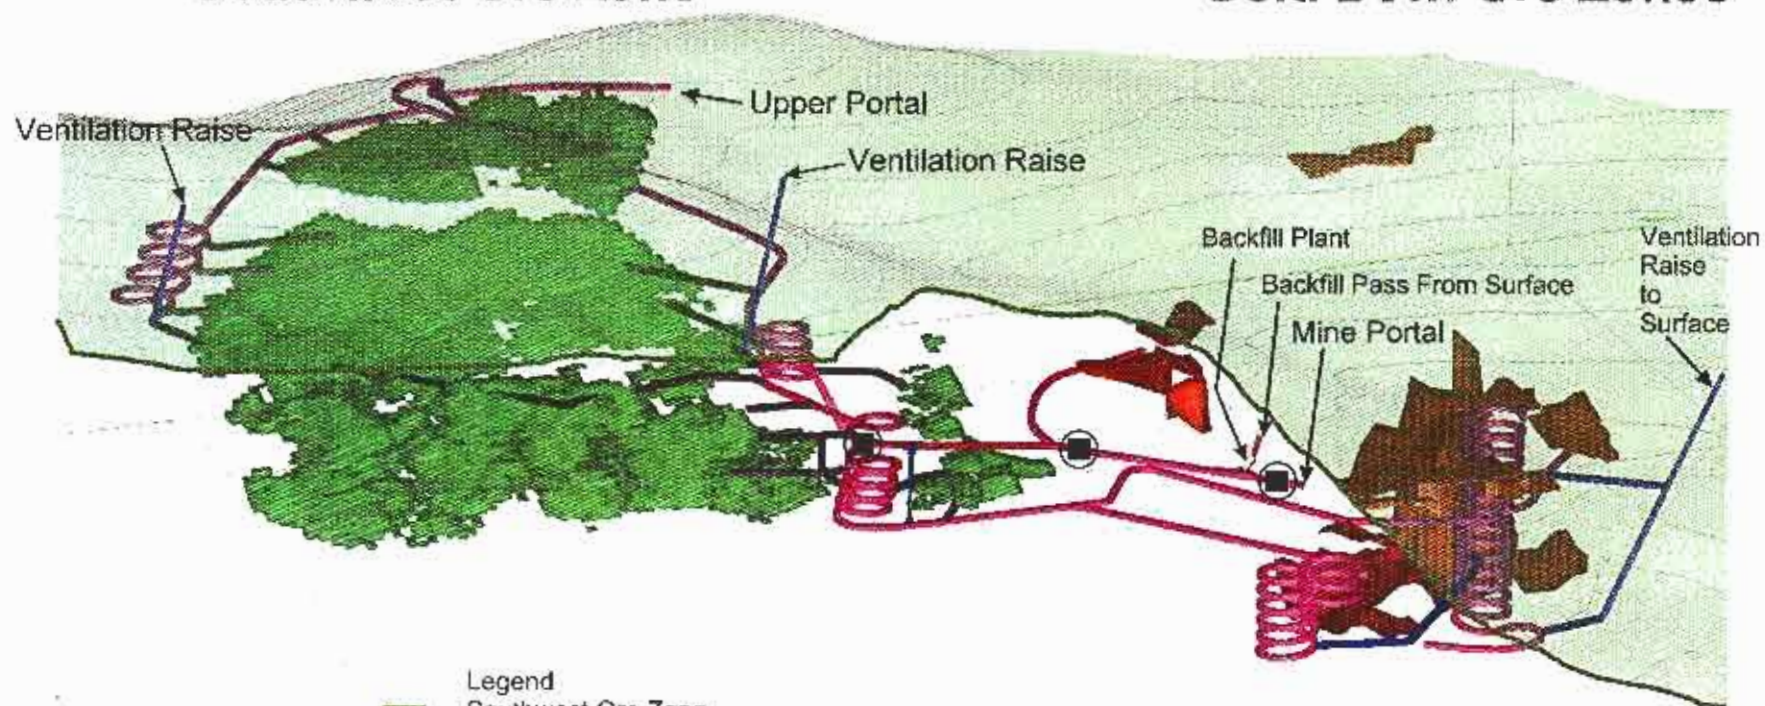 Upper Portal
Ventilation Raise
Ventilation Raise
Backfill Plant
Ventilation
Raise
to
Surface
Backfill Pass From Surface
Mine Portal
Legend